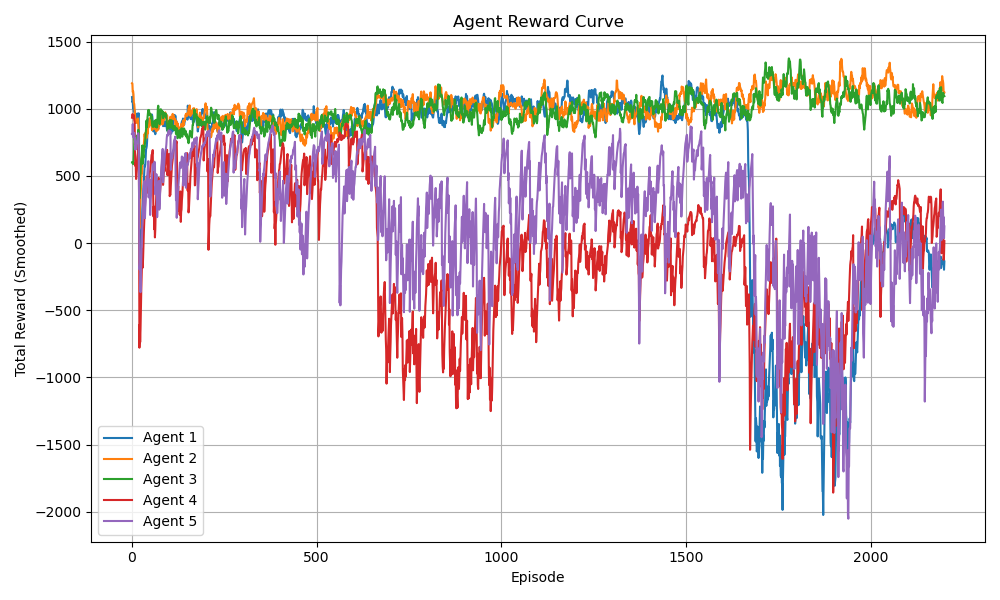 Agent Reward Curve
Total Reward (Smoothed)
1500
1000
500
0
−500
−1000
−1500
−2000
Agent 1
Agent 2
Agent 3
Agent 4
Agent 5
0
500
1000
1500
2000
Episode